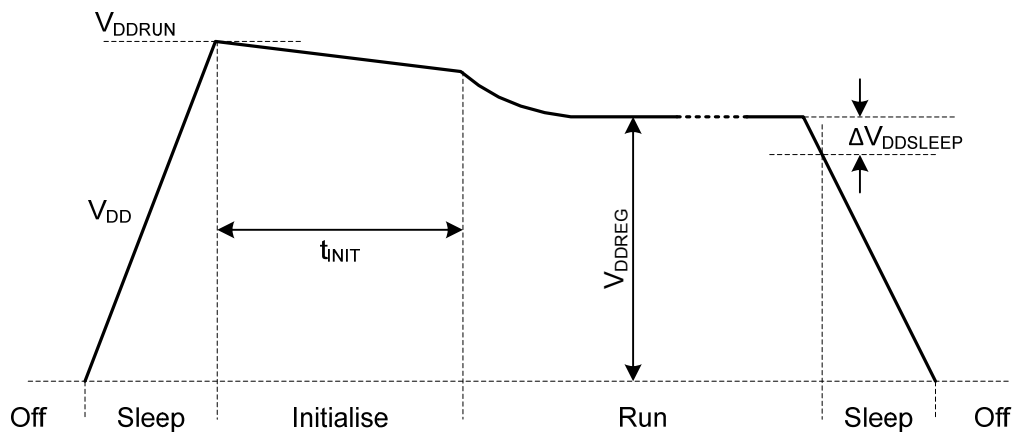 VDDRUN
ΔVDDSLEEP
VDD
tINIT
VDDREG
Off Sleep Initialise Run Sleep Off